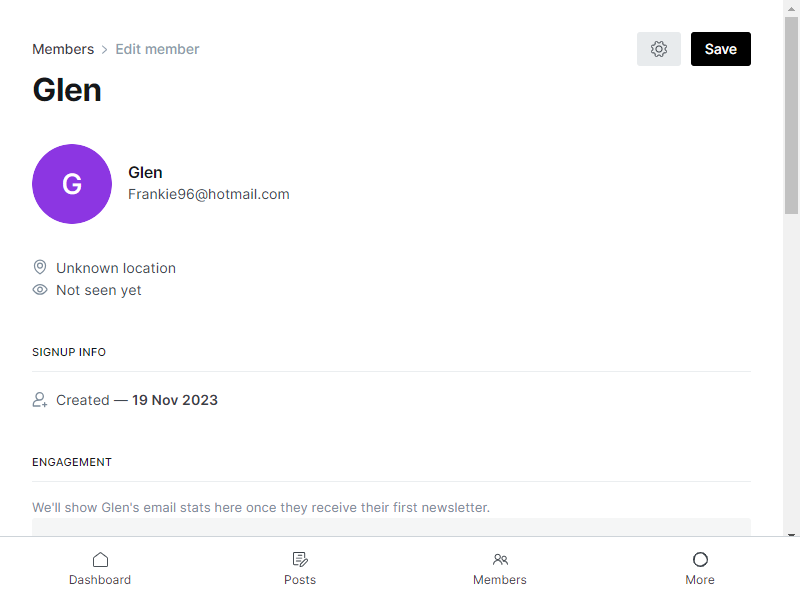 Members > Edit member
Save
Glen
G
Glen
Frankie96@hotmail.com
Unknown location
Not seen yet
SIGNUP INFO
Created — 19 Nov 2023
ENGAGEMENT
We'll show Glen's email stats here once they receive their first newsletter.
Dashboard
Posts
Members
More